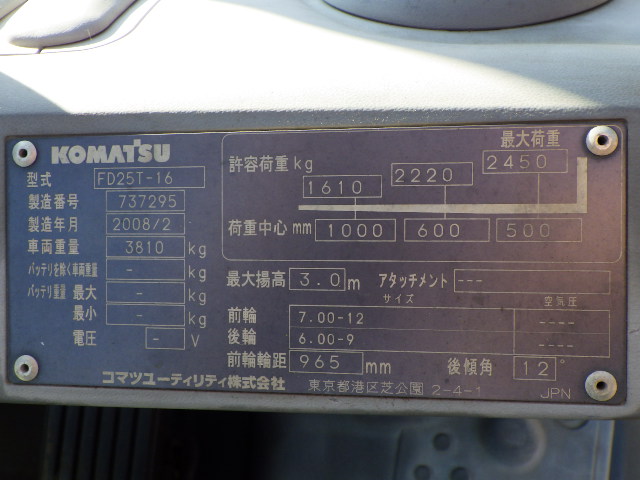 KOMATSU
型式 FD25T-16
製造番号 737295
製造年月 2008/2
車両重量 3810 kg
バッテリを除く車両重量 - kg
バッテリ重量 最大 - kg
最小 - kg
電圧 - V
最大荷重
許容荷重 kg 1610 2220 2450
荷重中心 mm 1000 600 500
最大揚高 3.0 m アタッチメント ---
サイズ 空気圧
前輪 7.00-12 ----
後輪 6.00-9 ----
前輪輪距 965 mm 後傾角 12°
コマツユーティリティ株式会社 東京都港区芝公園 2-4-1 JPN